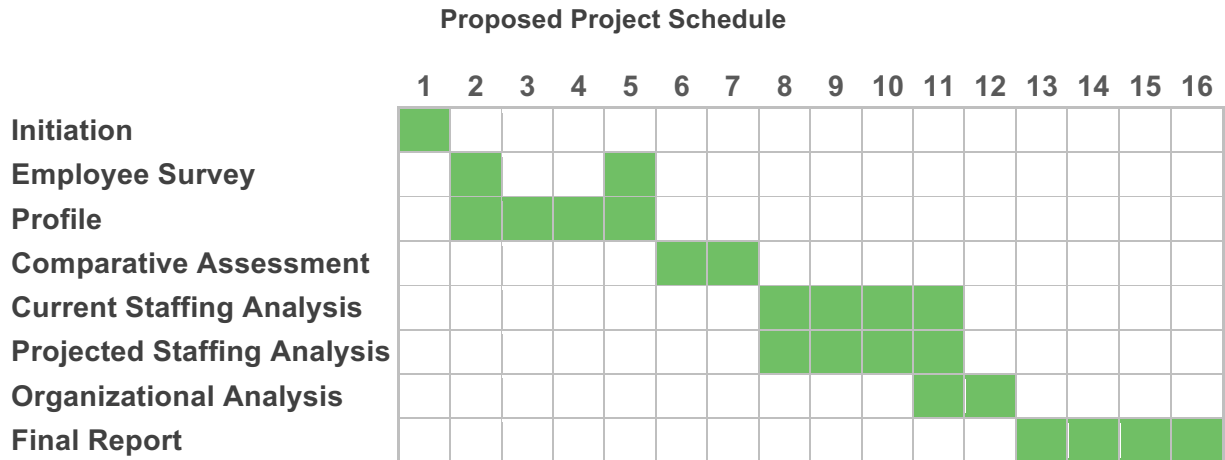 Proposed Project Schedule
1 2 3 4 5 6 7 8 9 10 11 12 13 14 15 16
Initiation
Employee Survey
Profile
Comparative Assessment
Current Staffing Analysis
Projected Staffing Analysis
Organizational Analysis
Final Report